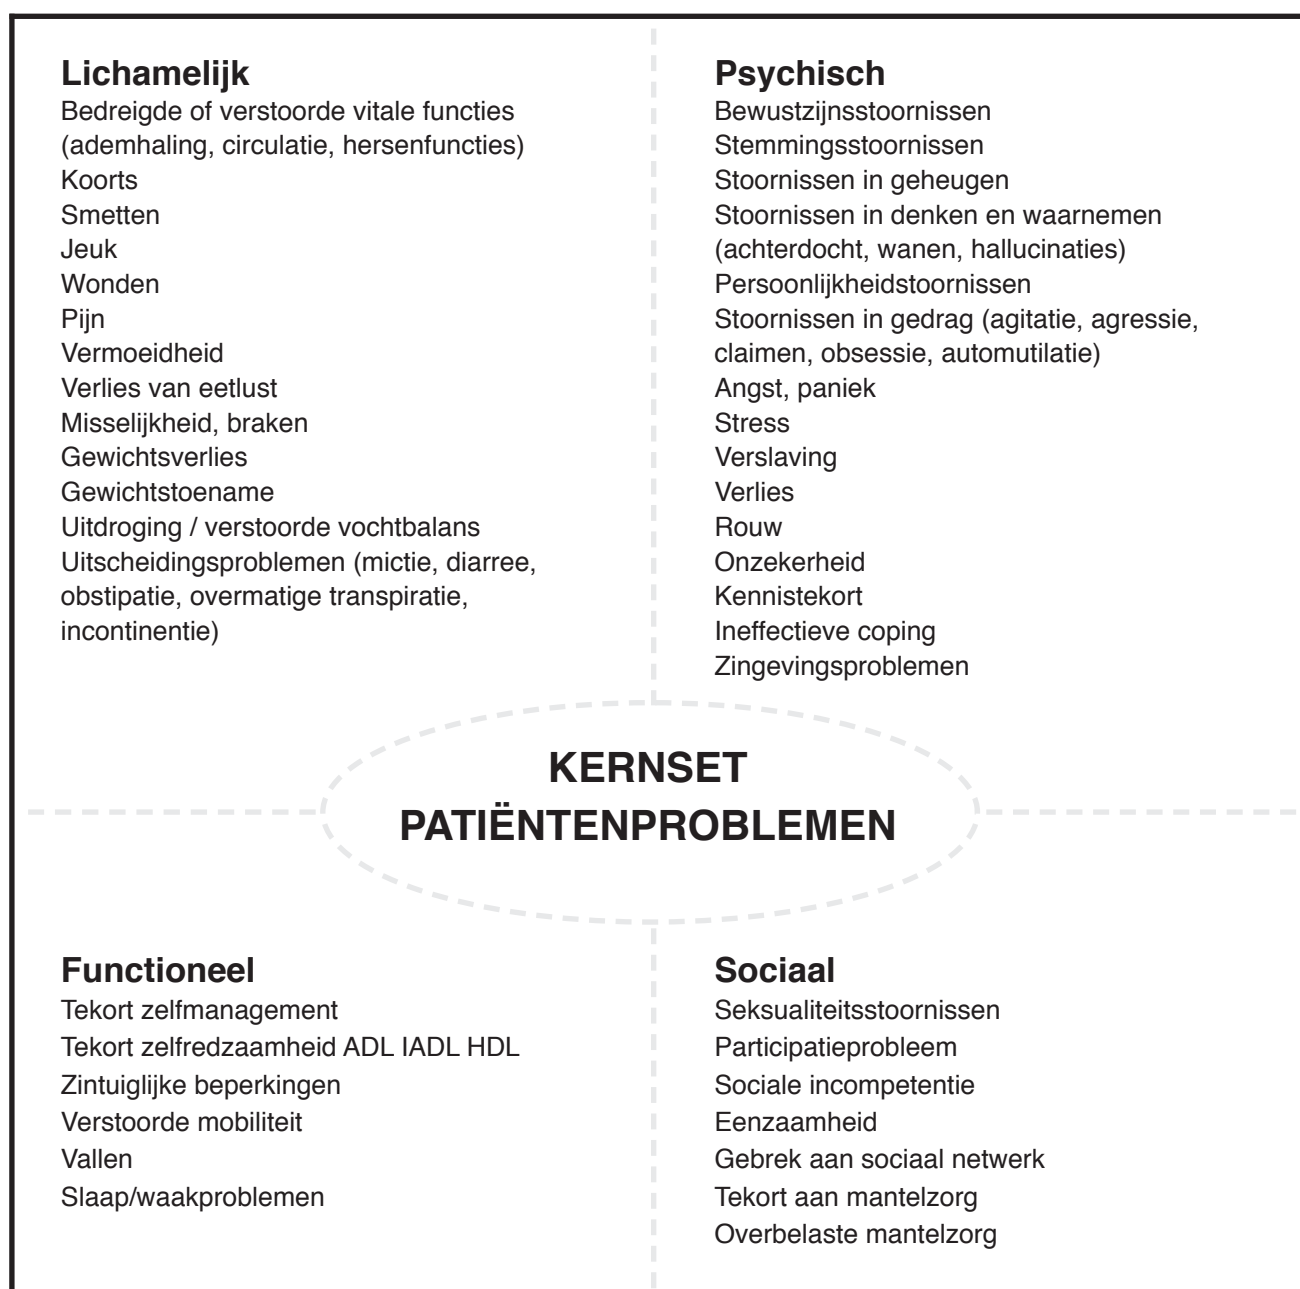 Lichamelijk
Bedreigde of verstoorde vitale functies
(ademhaling, circulatie, hersenfuncties)
Koorts
Smetten
Jeuk
Wonden
Pijn
Vermoeidheid
Verlies van eetlust
Misselijkheid, braken
Gewichtsverlies
Gewichtstoename
Uitdroging / verstoorde vochtbalans
Uitscheidingsproblemen (mictie, diarree,
obstipatie, overmatige transpiratie,
incontinentie)
Psychisch
Bewustzijnsstoornissen
Stemmingsstoornissen
Stoornissen in geheugen
Stoornissen in denken en waarnemen
(achterdocht, wanen, hallucinaties)
Persoonlijkheidstoornissen
Stoornissen in gedrag (agitatie, agressie,
claimen, obsessie, automutilatie)
Angst, paniek
Stress
Verslaving
Verlies
Rouw
Onzekerheid
Kennistekort
Ineffectieve coping
Zingevingsproblemen
KERNSET
PATIËNTENPROBLEMEN
Functioneel
Tekort zelfmanagement
Tekort zelfredzaamheid ADL IADL HDL
Zintuiglijke beperkingen
Verstoorde mobiliteit
Vallen
Slaap/waakproblemen
Sociaal
Seksualiteitsstoornissen
Participatieprobleem
Sociale incompetentie
Eenzaamheid
Gebrek aan sociaal netwerk
Tekort aan mantelzorg
Overbelaste mantelzorg